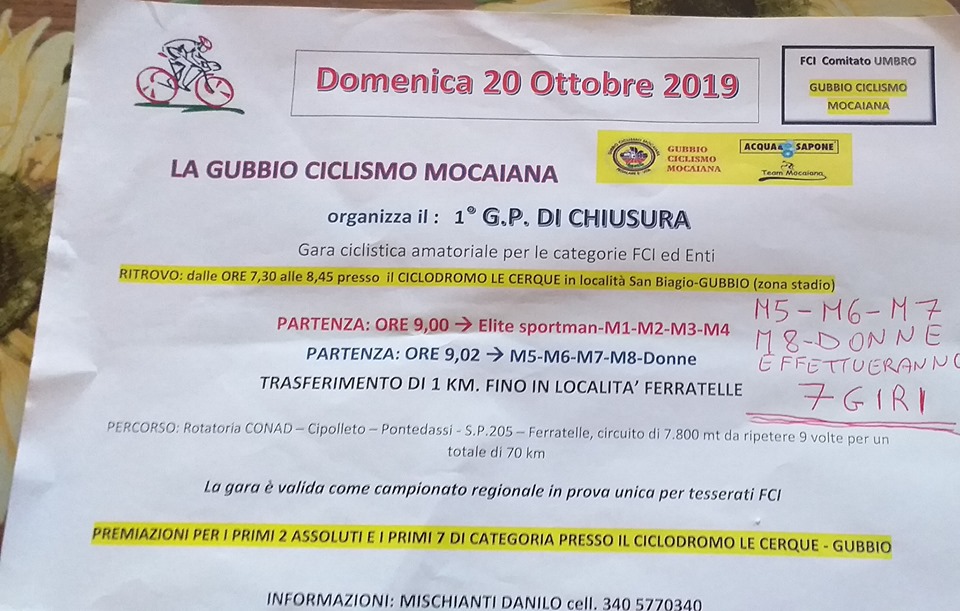 Domenica 20 Ottobre 2019
FCI Comitato UMBRO
GUBBIO CICLISMO
MOCAIANA
GUBBIO
CICLISMO
MOCAIANA
ACQUA & SAPONE
Team Mocaiana
LA GUBBIO CICLISMO MOCAIANA
organizza il : 1° G.P. DI CHIUSURA
Gara ciclistica amatoriale per le categorie FCI ed Enti
RITROVO: dalle ORE 7,30 alle 8,45 presso il CICLODROMO LE CERQUE in località San Biagio-GUBBIO (zona stadio)
PARTENZA: ORE 9,00 → Elite sportman-M1-M2-M3-M4
PARTENZA: ORE 9,02 → M5-M6-M7-M8-Donne
TRASFERIMENTO DI 1 KM. FINO IN LOCALITA’ FERRATELLE
M5-M6-M7
M8-DONNE
EFFETTUERANNO
7 GIRI
PERCORSO: Rotatoria CONAD – Cipolleto – Pontedassi - S.P.205 – Ferratelle, circuito di 7.800 mt da ripetere 9 volte per un
totale di 70 km
La gara è valida come campionato regionale in prova unica per tesserati FCI
PREMIAZIONI PER I PRIMI 2 ASSOLUTI E I PRIMI 7 DI CATEGORIA PRESSO IL CICLODROMO LE CERQUE - GUBBIO
INFORMAZIONI: MISCHIANTI DANILO cell. 340 5770340